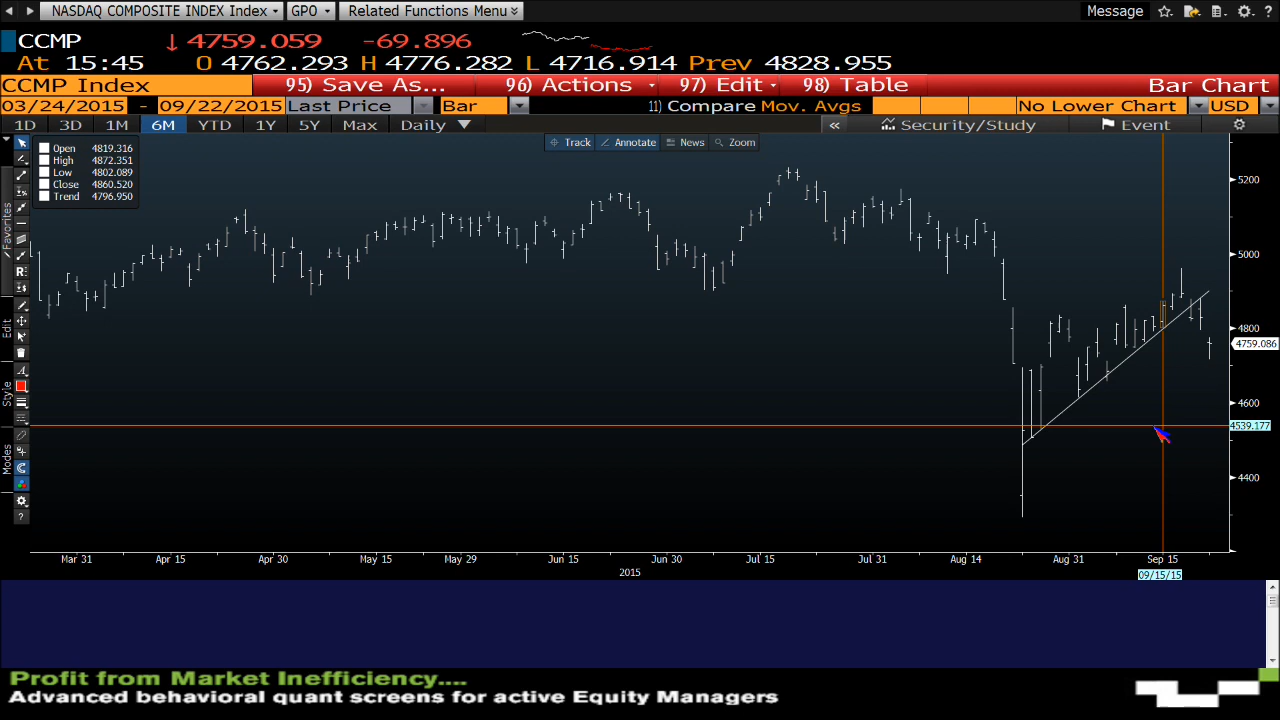 NASDAQ COMPOSITE INDEX Index GPO Related Functions Menu Message ?
CCMP 4759.059 -69.896
At 15:45 O 4762.293 H 4776.282 L 4716.914 Prev 4828.955
CCMP Index 95) Save As... 96) Actions 97) Edit 98) Table Bar Chart
03/24/2015 - 09/22/2015 Last Price Bar 11) Compare Mov. Avgs No Lower Chart USD
1D 3D 1M 6M YTD 1Y 5Y Max Daily « Security/Study Event
Track Annotate News Zoom
Open 4819.316
High 4872.351
Low 4802.089
Close 4860.520
Trend 4796.950
Favorites
Edit
Style
Modes
5200
5000
4800
4759.086
4600
4539.177
4400
Mar 31 Apr 15 Apr 30 May 15 May 29 Jun 15 Jun 30 Jul 15 Jul 31 Aug 14 Aug 31 Sep 15
2015
09/15/15
Profit from Market Inefficiency....
Advanced behavioral quant screens for active Equity Managers